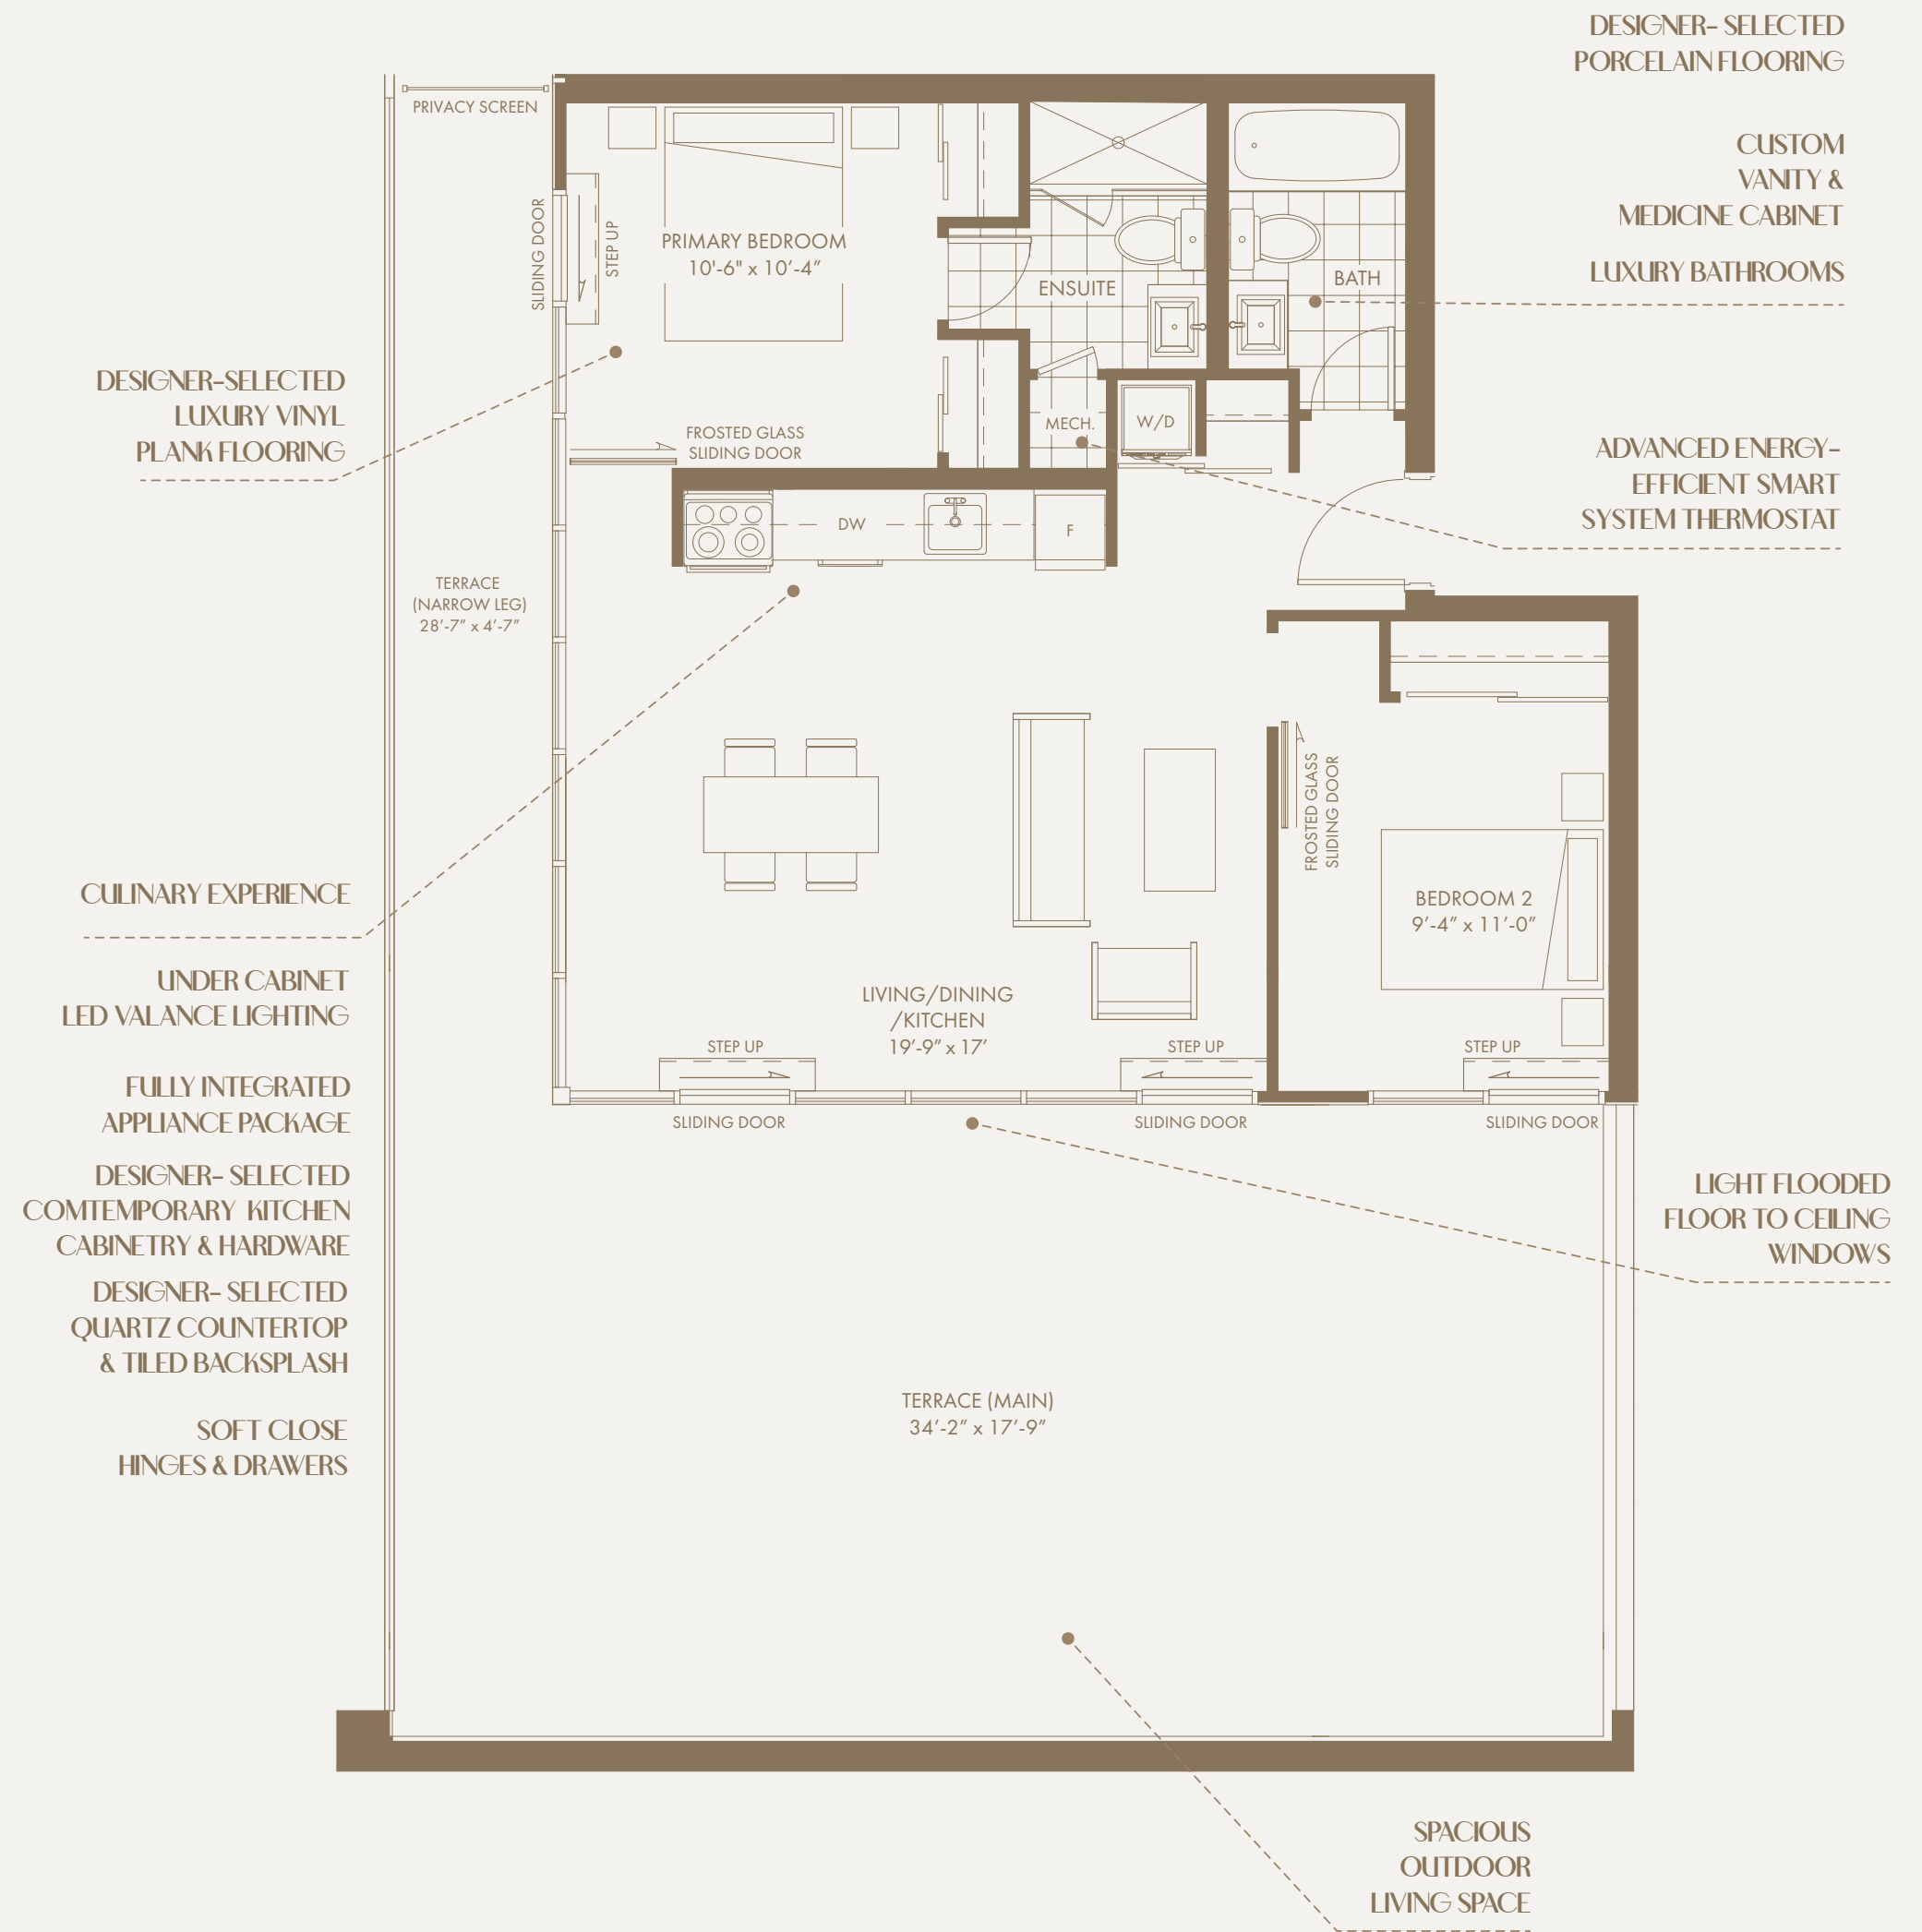 DESIGNER- SELECTED
PORCELAIN FLOORING
CUSTOM
VANITY &
MEDICINE CABINET
LUXURY BATHROOMS
ADVANCED ENERGY-
EFFICIENT SMART
SYSTEM THERMOSTAT
PRIVACY SCREEN
SLIDING DOOR
STEP UP
PRIMARY BEDROOM
10'-6" x 10’-4”
ENSUITE
BATH
MECH.
W/D
FROSTED GLASS
SLIDING DOOR
DW
F
DESIGNER-SELECTED
LUXURY VINYL
PLANK FLOORING
TERRACE
(NARROW LEG)
28’-7” x 4’-7”
FROSTED GLASS
SLIDING DOOR
BEDROOM 2
9’-4” x 11’-0”
LIVING/DINING
/KITCHEN
19’-9” x 17’
STEP UP
STEP UP
STEP UP
SLIDING DOOR
SLIDING DOOR
SLIDING DOOR
CULINARY EXPERIENCE
UNDER CABINET
LED VALANCE LIGHTING
FULLY INTEGRATED
APPLIANCE PACKAGE
DESIGNER- SELECTED
COMTEMPORARY KITCHEN
CABINETRY & HARDWARE
DESIGNER- SELECTED
QUARTZ COUNTERTOP
& TILED BACKSPLASH
SOFT CLOSE
HINGES & DRAWERS
LIGHT FLOODED
FLOOR TO CEILING
WINDOWS
TERRACE (MAIN)
34’-2” x 17’-9”
SPACIOUS
OUTDOOR
LIVING SPACE